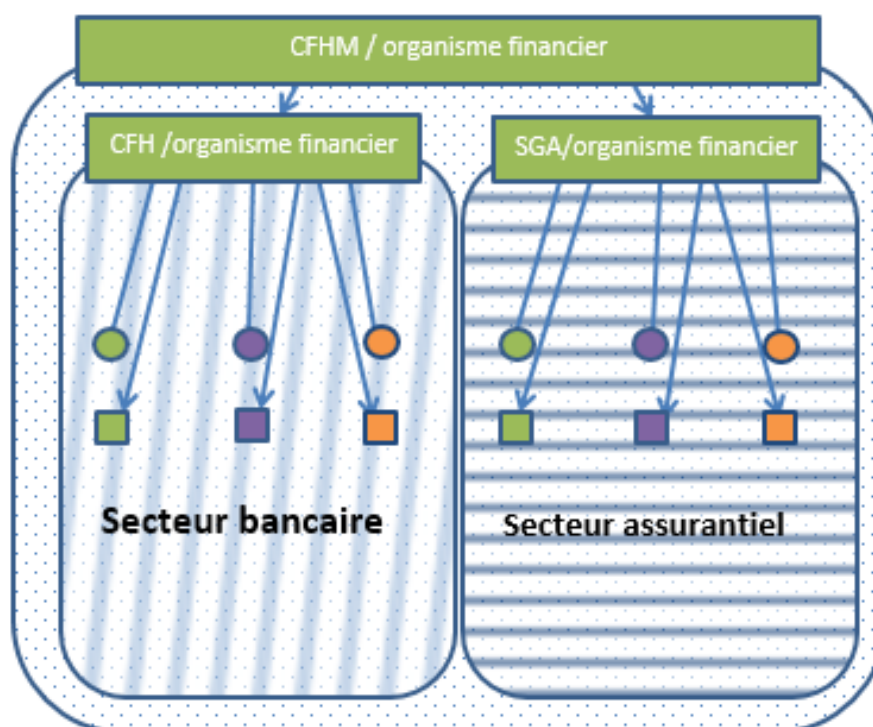 CFHM / organisme financier
CFH /organisme financier
SGA/organisme financier
Secteur bancaire
Secteur assurantiel